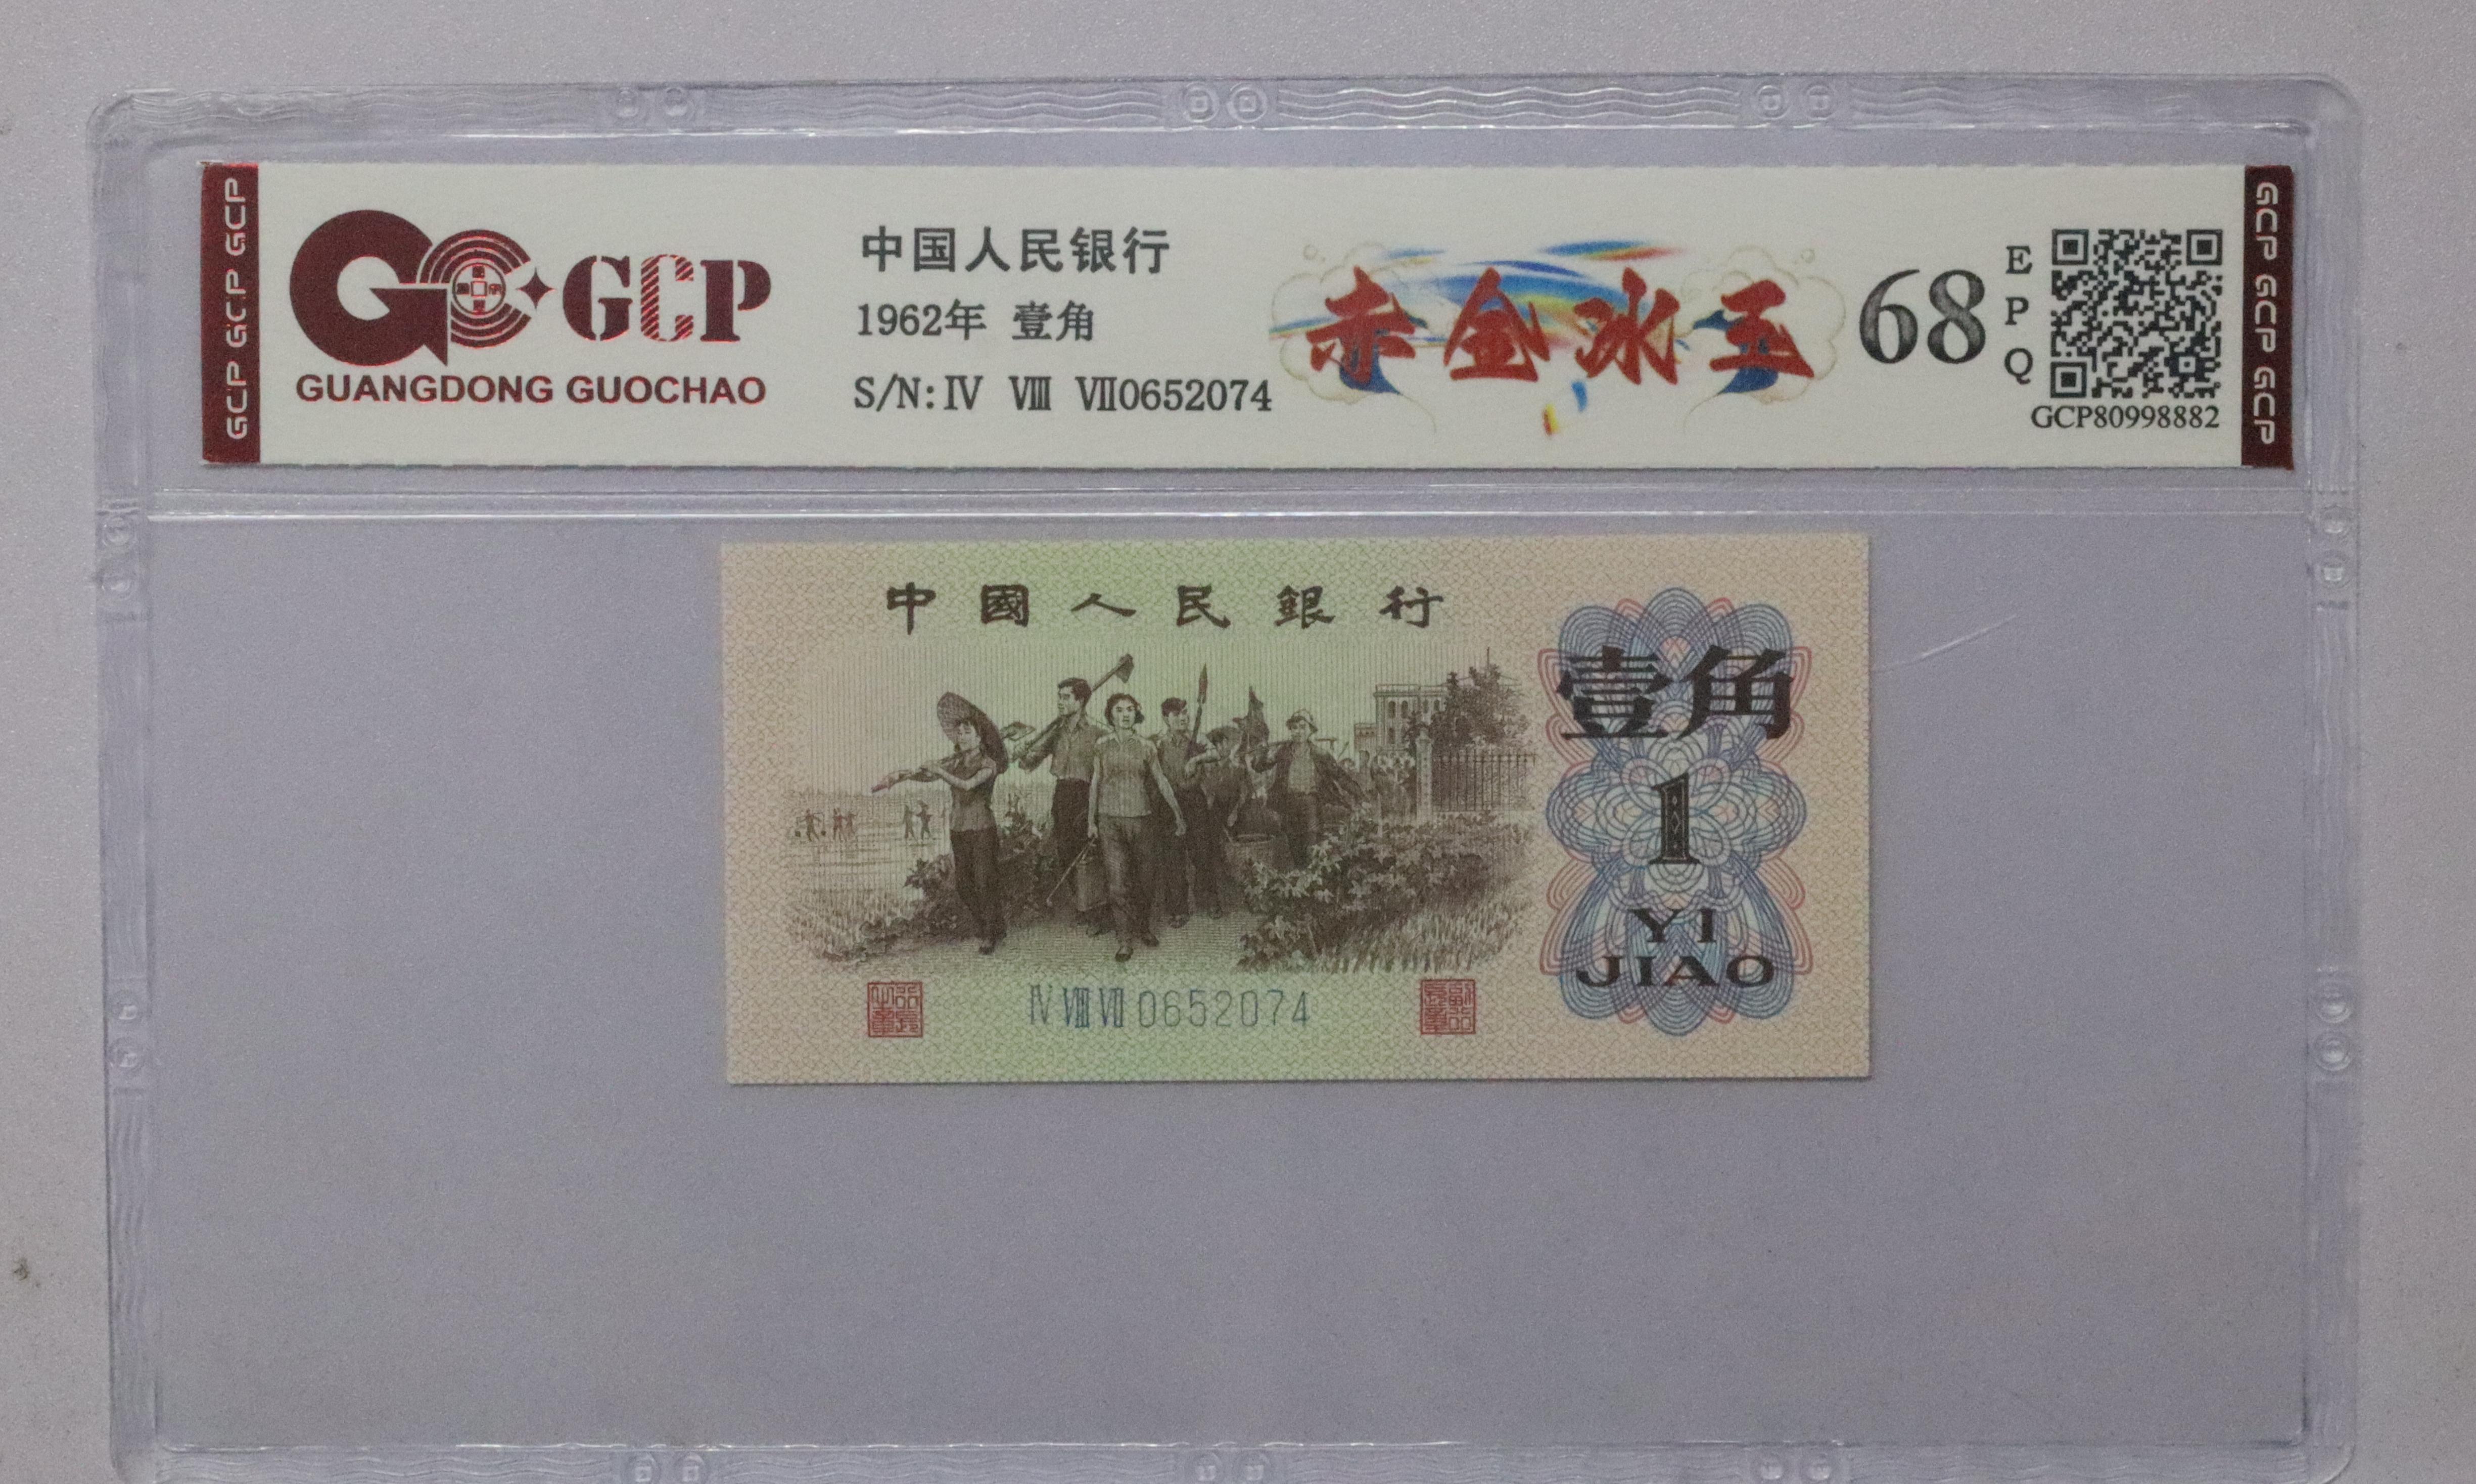 GCP GCP GCP
GCP
GUANGDONG GUOCHAO
中国人民银行
1962年 壹角
S/N:Ⅳ Ⅷ Ⅶ0652074
赤金冰玉
68
EPQ
GCP80998882
GCP GCP GCP
中國人民銀行
壹角
1
YI
JIAO
Ⅳ Ⅷ Ⅶ 0652074